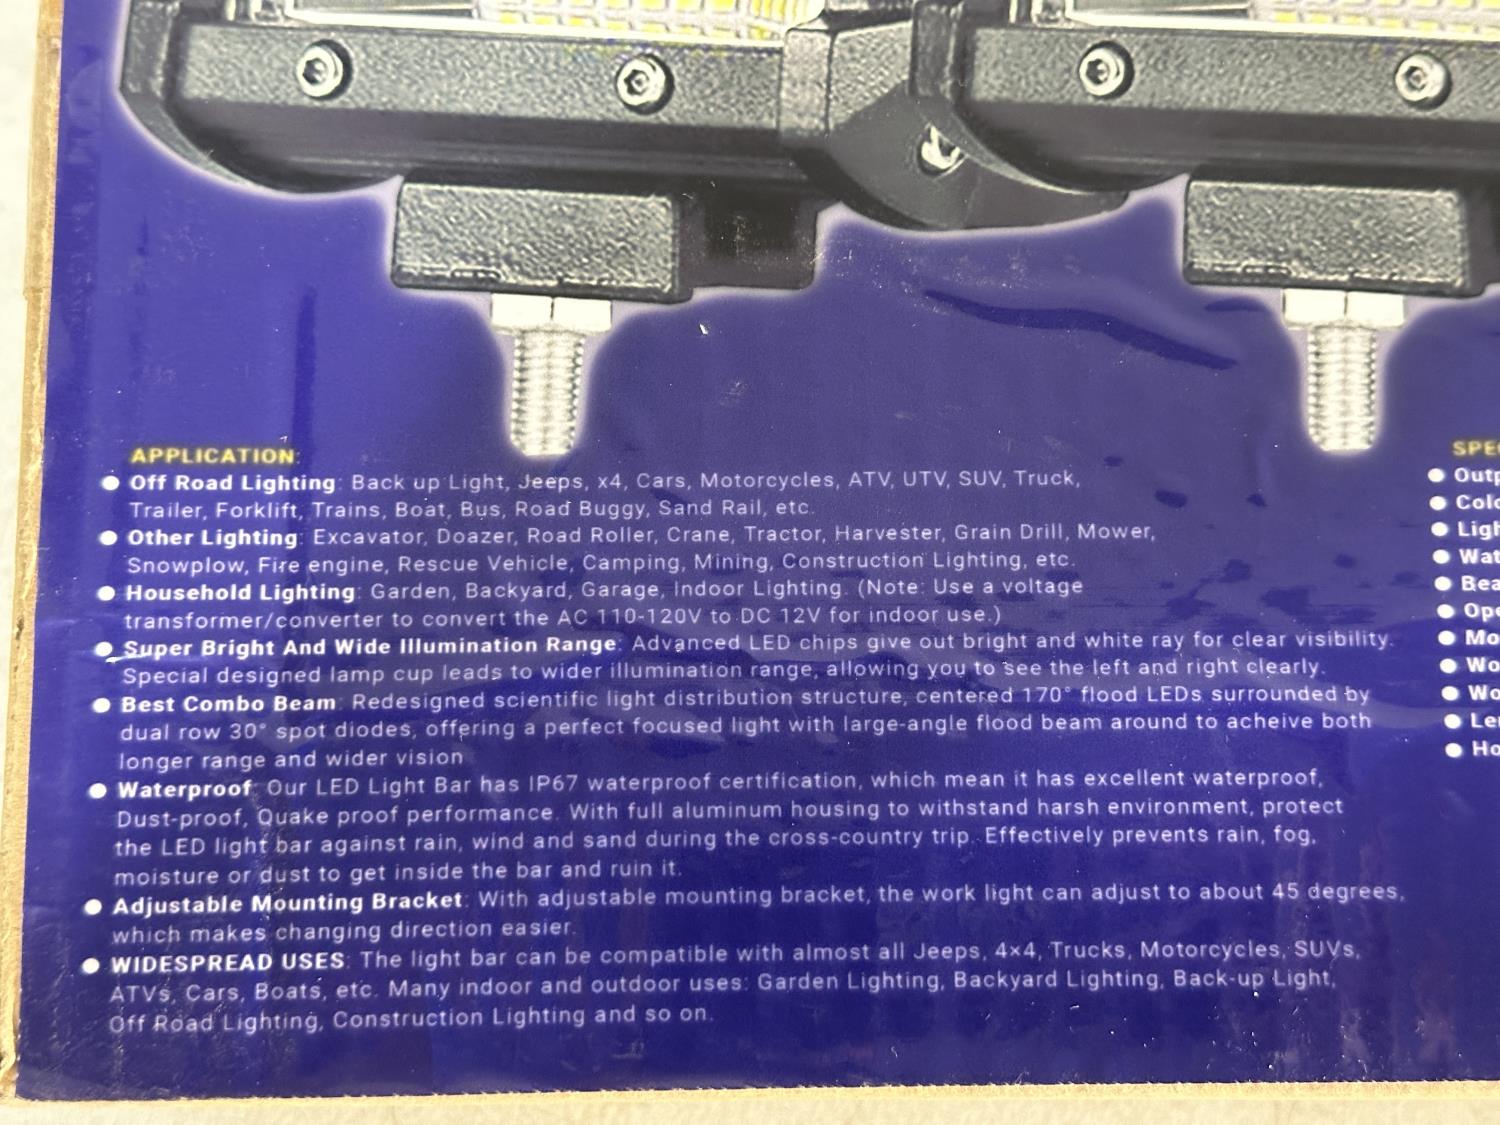 APPLICATION:
● Off Road Lighting: Back up Light, Jeeps, x4, Cars, Motorcycles, ATV, UTV, SUV, Truck,
Trailer, Forklift, Trains, Boat, Bus, Road Buggy, Sand Rail, etc.
● Other Lighting: Excavator, Doazer, Road Roller, Crane, Tractor, Harvester, Grain Drill, Mower,
Snowplow, Fire engine, Rescue Vehicle, Camping, Mining, Construction Lighting, etc.
● Household Lighting: Garden, Backyard, Garage, Indoor Lighting. (Note: Use a voltage
transformer/converter to convert the AC 110-120V to DC 12V for indoor use.)
● Super Bright And Wide Illumination Range: Advanced LED chips give out bright and white ray for clear visibility.
Special designed lamp cup leads to wider illumination range, allowing you to see the left and right clearly.
● Best Combo Beam: Redesigned scientific light distribution structure, centered 170° flood LEDs surrounded by
dual row 30° spot diodes, offering a perfect focused light with large-angle flood beam around to acheive both
longer range and wider vision
● Waterproof: Our LED Light Bar has IP67 waterproof certification, which mean it has excellent waterproof,
Dust-proof, Quake proof performance. With full aluminum housing to withstand harsh environment, protect
the LED light bar against rain, wind and sand during the cross-country trip. Effectively prevents rain, fog,
moisture or dust to get inside the bar and ruin it.
● Adjustable Mounting Bracket: With adjustable mounting bracket, the work light can adjust to about 45 degrees,
which makes changing direction easier.
● WIDESPREAD USES: The light bar can be compatible with almost all Jeeps, 4×4, Trucks, Motorcycles, SUVs,
ATVs, Cars, Boats, etc. Many indoor and outdoor uses: Garden Lighting, Backyard Lighting, Back-up Light,
Off Road Lighting, Construction Lighting and so on.
SPE
● Outp
● Colo
● Ligh
● Wat
● Bea
● Ope
● Mo
● Wo
● Wo
● Ler
● Ho